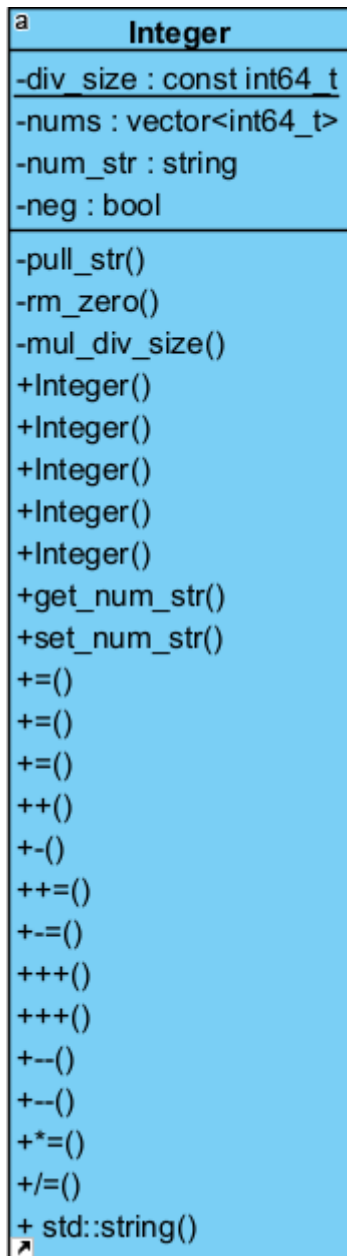 a
Integer
-div_size : const int64_t
-nums : vector<int64_t>
-num_str : string
-neg : bool
-pull_str()
-rm_zero()
-mul_div_size()
+Integer()
+Integer()
+Integer()
+Integer()
+Integer()
+get_num_str()
+set_num_str()
+=()
+=()
+=()
++()
+-()
++=()
+-=()
+++()
+++()
+--()
+--()
+*=()
+/=()
+ std::string()